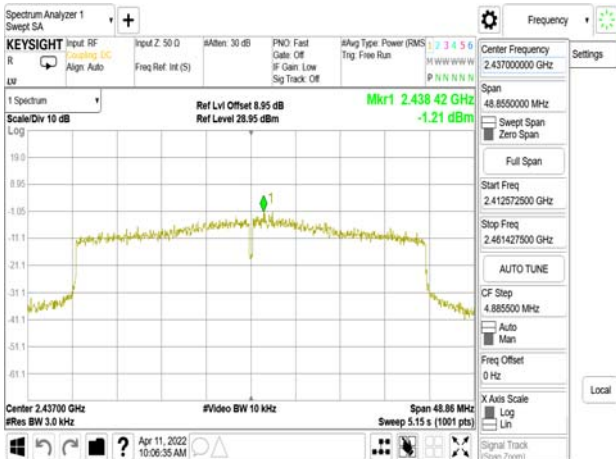 Spectrum Analyzer 1
Swept SA
+
Frequency
KEYSIGHT
R
Input: RF
Coupling: DC
Align: Auto
Input Z: 50 Ω
Freq Ref: Int (S)
#Atten: 30 dB
PNO: Fast
Gate: Off
IF Gain: Low
Sig Track: Off
#Avg Type: Power (RMS
Trig: Free Run
1 2 3 4 5 6
M W W W W W
P N N N N N
1 Spectrum
Scale/Div 10 dB
Log
Ref Lvl Offset 8.95 dB
Ref Level 28.95 dBm
Mkr1 2.438 42 GHz
-1.21 dBm
19.0
8.95
-1.05
-11.1
-21.1
-31.1
-41.1
-51.1
-61.1
1
Center 2.43700 GHz
#Res BW 3.0 kHz
#Video BW 10 kHz
Span 48.86 MHz
Sweep 5.15 s (1001 pts)
?
Apr 11, 2022
10:06:35 AM
Center Frequency
2.437000000 GHz
Span
48.8550000 MHz
Swept Span
Zero Span
Full Span
Start Freq
2.412572500 GHz
Stop Freq
2.461427500 GHz
AUTO TUNE
CF Step
4.885500 MHz
Auto
Man
Freq Offset
0 Hz
X Axis Scale
Log
Lin
Signal Track
(Span Zoom)
Settings
Local